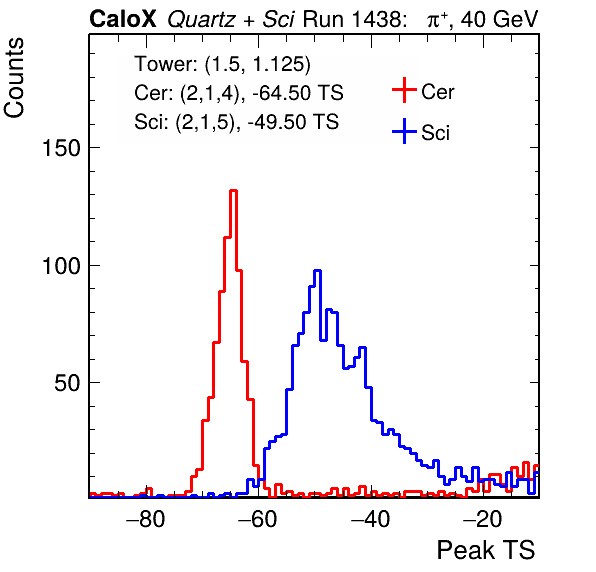 CaloX Quartz + Sci Run 1438: π⁺, 40 GeV
Counts
Tower: (1.5, 1.125)
Cer: (2,1,4), -64.50 TS
Sci: (2,1,5), -49.50 TS
Cer
Sci
150
100
50
−80 −60 −40 −20
Peak TS